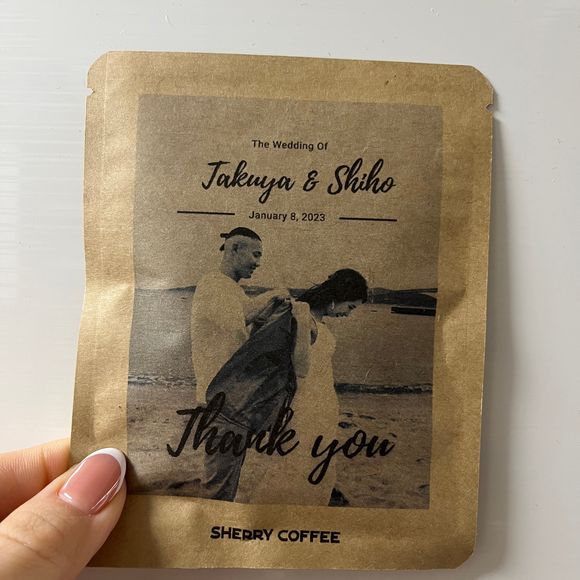 The Wedding Of
Takuya & Shiho
January 8, 2023
Thank you
SHERRY COFFEE